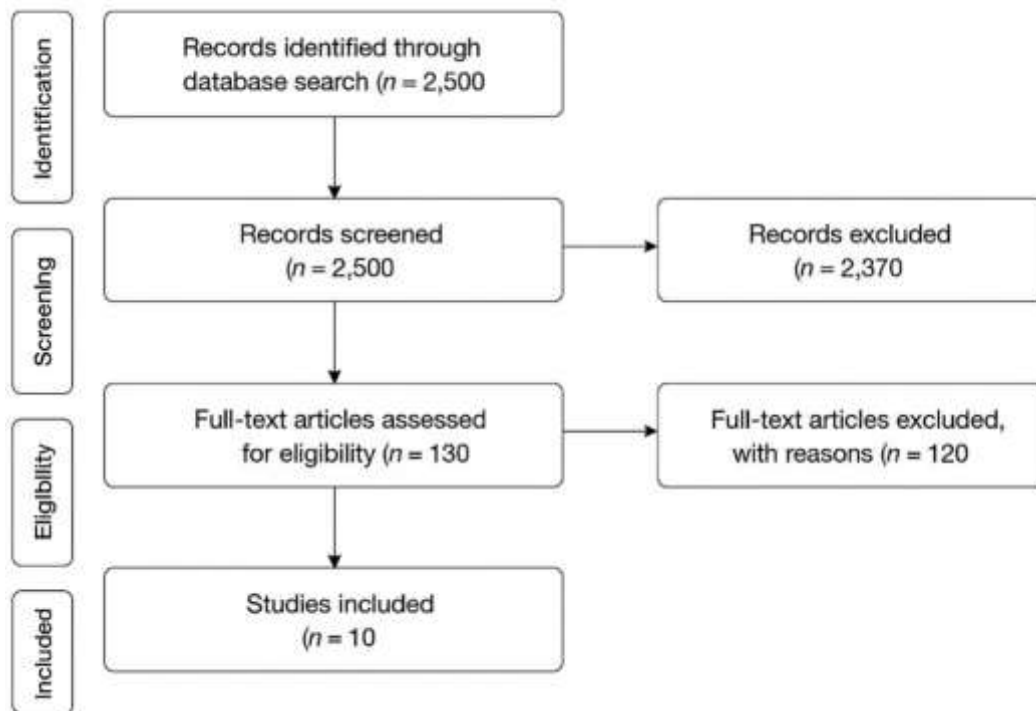 Identification
Records identified through
database search (n = 2,500
Screening
Records screened
(n = 2,500
Records excluded
(n = 2,370
Eligibility
Full-text articles assessed
for eligibility (n = 130
Full-text articles excluded,
with reasons (n = 120
Included
Studies included
(n = 10